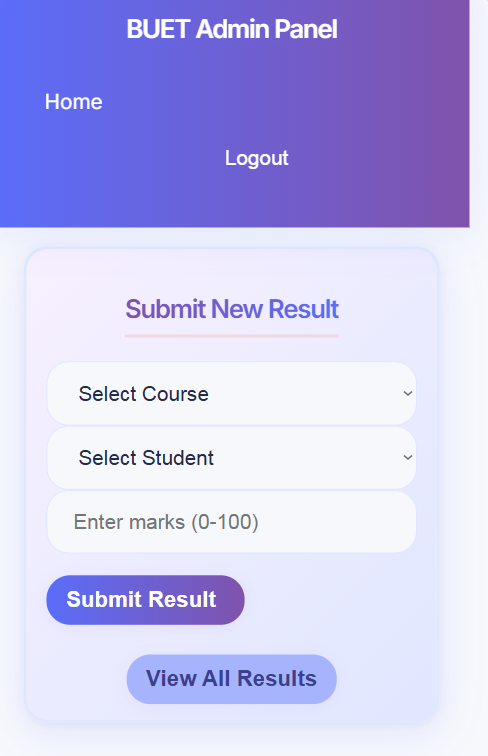 BUET Admin Panel
Home
Logout
Submit New Result
Select Course
Select Student
Enter marks (0-100)
Submit Result
View All Results